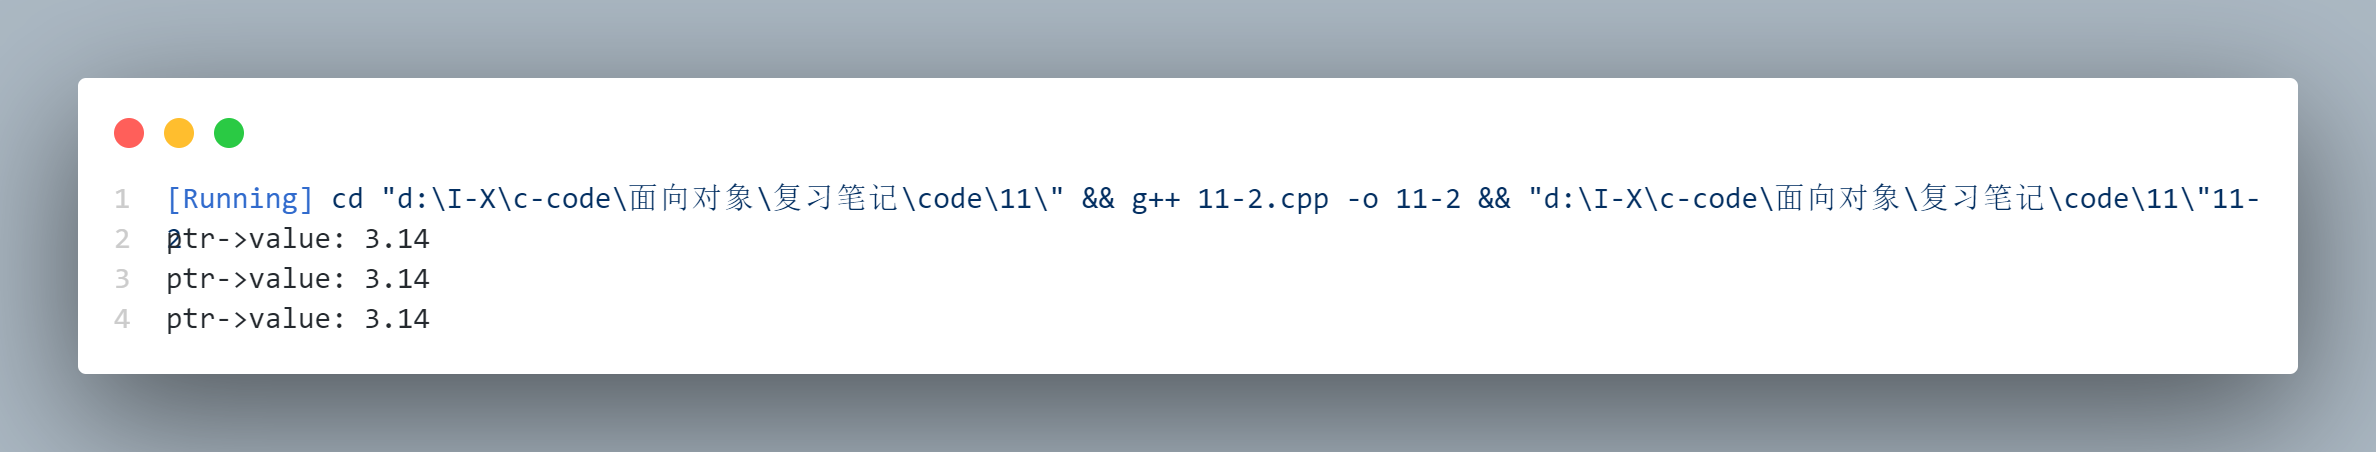 1 [Running] cd "d:\I-X\c-code\面向对象\复习笔记\code\11\" && g++ 11-2.cpp -o 11-2 && "d:\I-X\c-code\面向对象\复习笔记\code\11\"11-2
2 ptr->value: 3.14
3 ptr->value: 3.14
4 ptr->value: 3.14